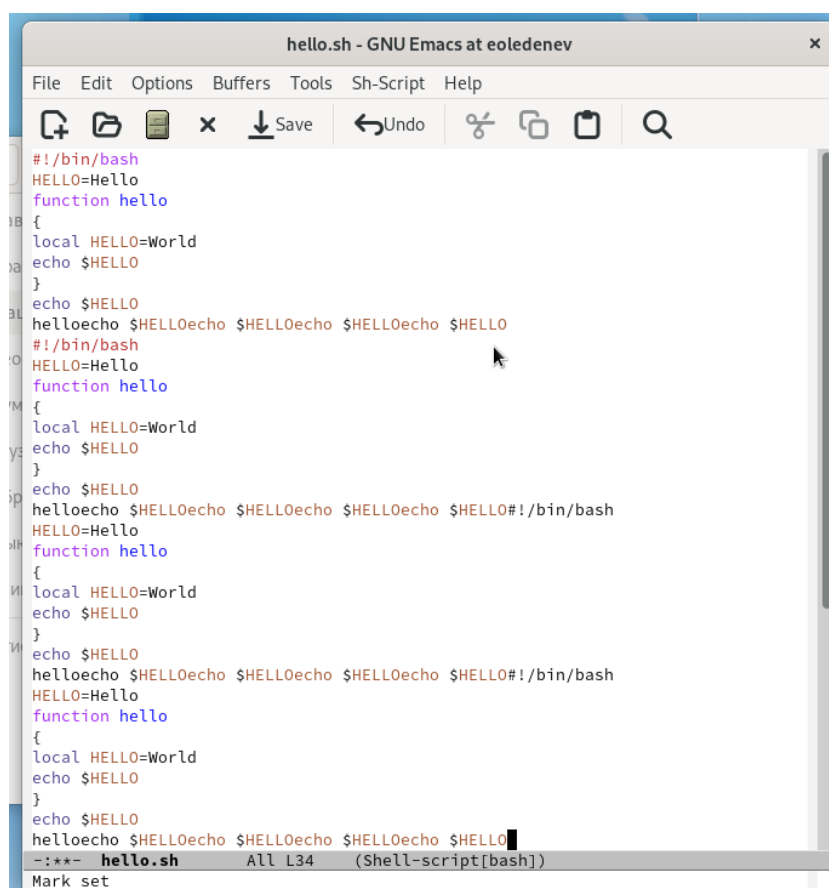 hello.sh - GNU Emacs at eoledenev
File Edit Options Buffers Tools Sh-Script Help
Save Undo
#!/bin/bash
HELLO=Hello
function hello
{
local HELLO=World
echo $HELLO
}
echo $HELLO
helloecho $HELLOecho $HELLOecho $HELLOecho $HELLO
#!/bin/bash
HELLO=Hello
function hello
{
local HELLO=World
echo $HELLO
}
echo $HELLO
helloecho $HELLOecho $HELLOecho $HELLOecho $HELLO#!/bin/bash
HELLO=Hello
function hello
{
local HELLO=World
echo $HELLO
}
echo $HELLO
helloecho $HELLOecho $HELLOecho $HELLOecho $HELLO#!/bin/bash
HELLO=Hello
function hello
{
local HELLO=World
echo $HELLO
}
echo $HELLO
helloecho $HELLOecho $HELLOecho $HELLOecho $HELLO
-:**- hello.sh All L34 (Shell-script[bash])
Mark set